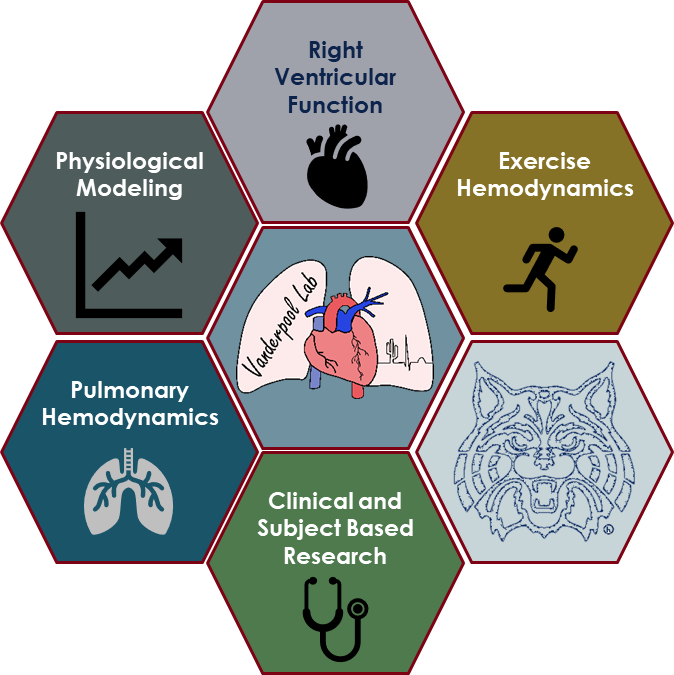 Right
Ventricular
Function
Physiological
Modeling
Exercise
Hemodynamics
Vanderpool Lab
Pulmonary
Hemodynamics
Clinical and
Subject Based
Research
®